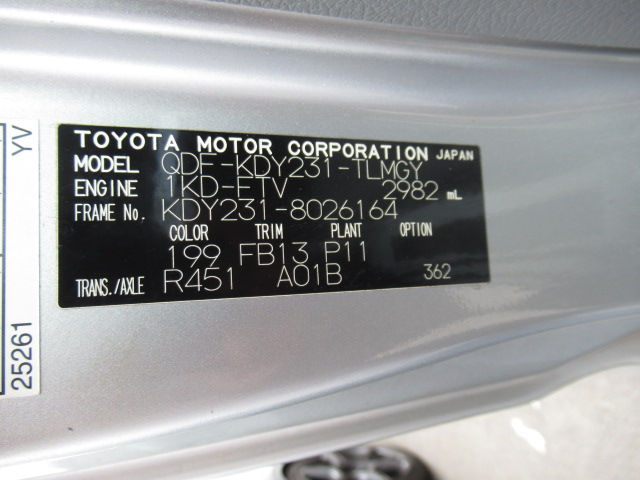 TOYOTA MOTOR CORPORATION JAPAN
MODEL QDF-KDY231-TLMGY
ENGINE 1KD-FTV 2982 mL
FRAME No. KDY231-8026164
COLOR TRIM PLANT OPTION
199 FB13 P11
TRANS./AXLE R451 A01B 362
YV
25261